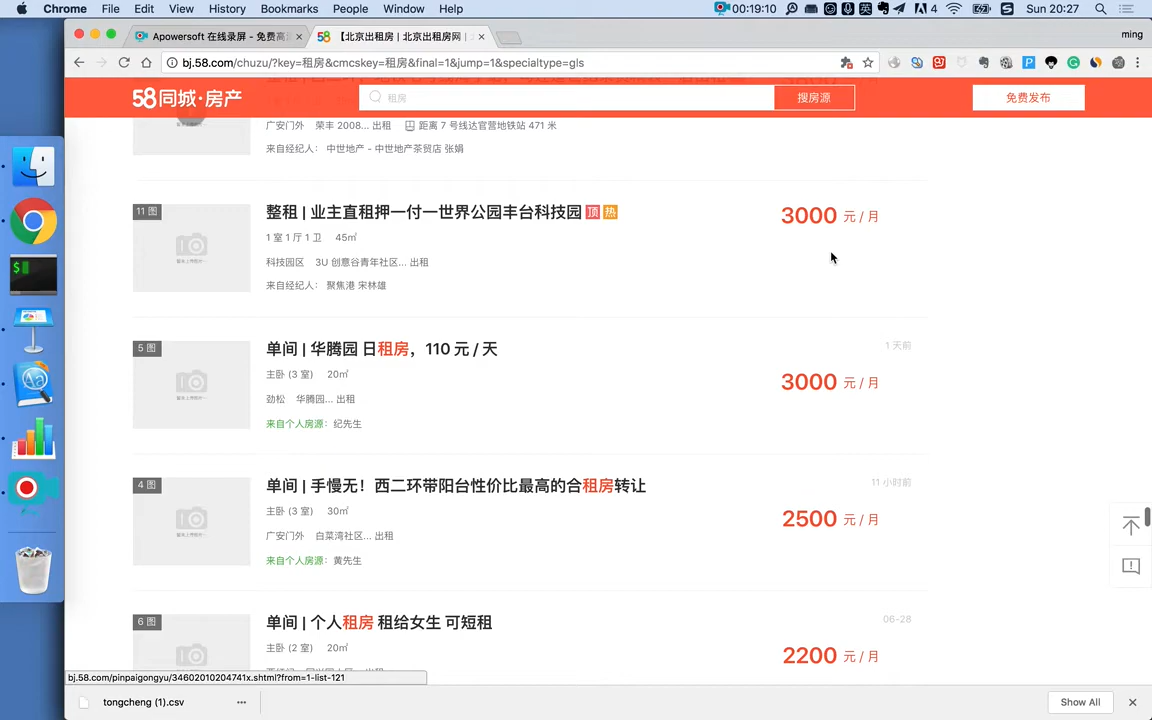 Chrome File Edit View History Bookmarks People Window Help 00:19:10 英 4 Sun 20:27
Apowersoft 在线录屏 - 免费高清 × 58 【北京出租房 | 北京出租房网 | × ming
bj.58.com/chuzu/?key=租房&cmcskey=租房&final=1&jump=1&specialtype=gls
58同城·房产 租房 搜房源 免费发布
广安门外 荣丰 2008... 出租 距离 7 号线达官营地铁站 471 米
来自经纪人： 中世地产 - 中世地产茶贸店 张娟
11 图
整租 | 业主直租押一付一世界公园丰台科技园 顶 热
3000 元 / 月
1 室 1 厅 1 卫 45㎡
科技园区 3U 创意谷青年社区... 出租
来自经纪人： 聚焦港 宋林雄
5 图
单间 | 华腾园 日租房，110 元 / 天
1 天前
主卧 (3 室) 20㎡
3000 元 / 月
劲松 华腾园... 出租
来自个人房源：纪先生
4 图
单间 | 手慢无！西二环带阳台性价比最高的合租房转让
11 小时前
主卧 (3 室) 30㎡
2500 元 / 月
广安门外 白菜湾社区... 出租
来自个人房源：黄先生
6 图
单间 | 个人租房 租给女生 可短租
06-28
主卧 (2 室) 20㎡
2200 元 / 月
bj.58.com/pinpaigongyu/34602010204741x.shtml?from=1-list-121
tongcheng (1).csv Show All